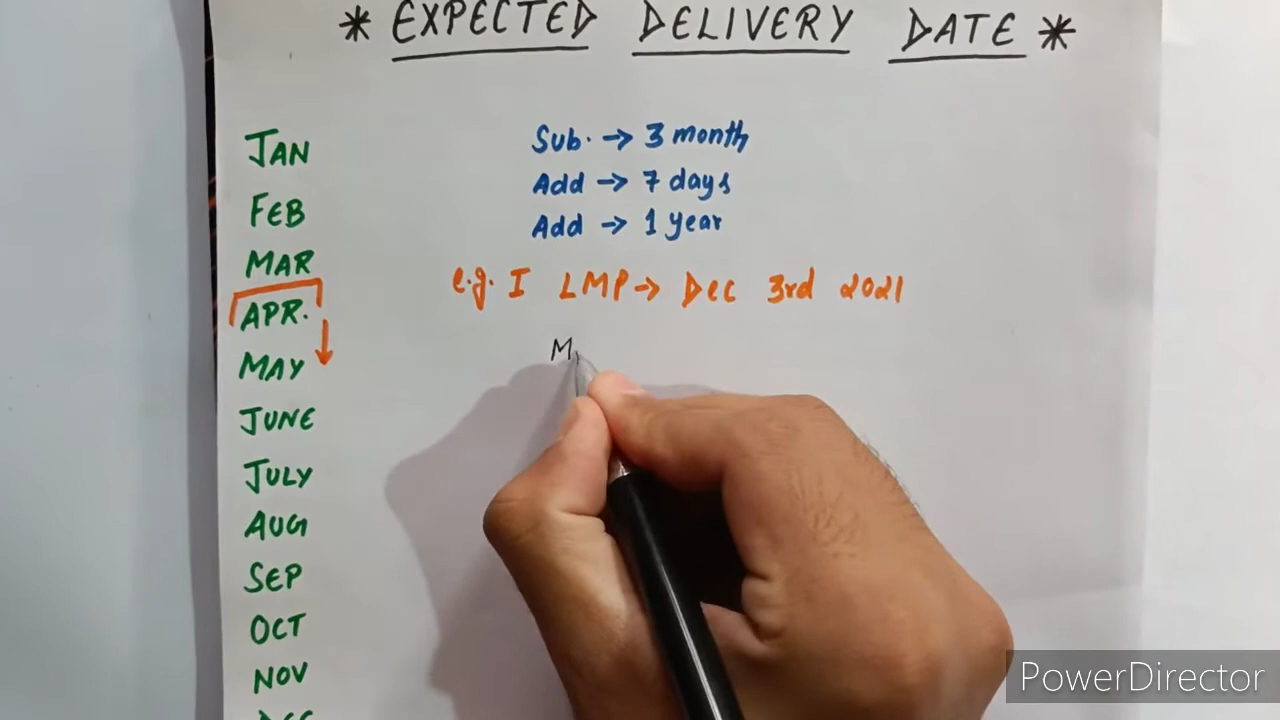 * EXPECTED DELIVERY DATE *
JAN
FEB
MAR
APR.
MAY
JUNE
JULY
AUG
SEP
OCT
NOV
DEC
Sub. → 3 month
Add → 7 days
Add → 1 year
e.g. I LMP → Dec 3rd 2021
M
PowerDirector